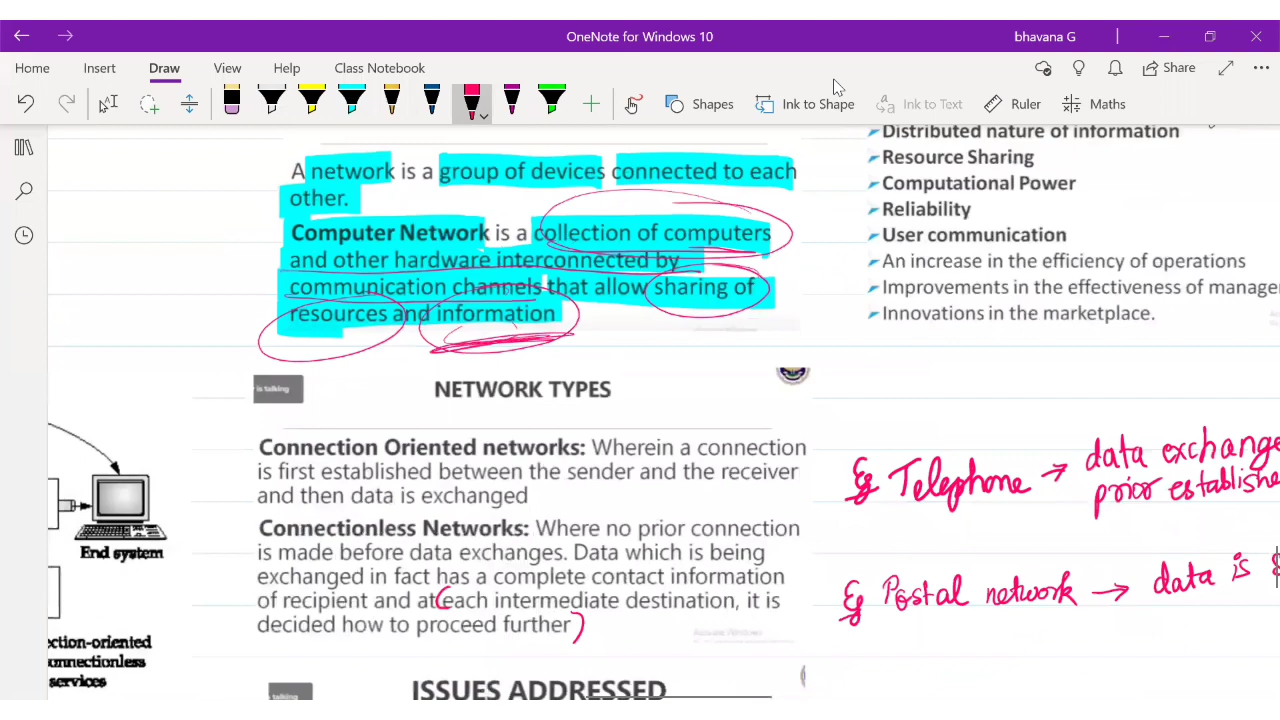 OneNote for Windows 10
bhavana G
Home Insert Draw View Help Class Notebook Share
Shapes Ink to Shape Ink to Text Ruler Maths
A network is a group of devices connected to each
other.
Computer Network is a collection of computers
and other hardware interconnected by
communication channels that allow sharing of
resources and information
Distributed nature of information
Resource Sharing
Computational Power
Reliability
User communication
An increase in the efficiency of operations
Improvements in the effectiveness of manager
Innovations in the marketplace.
is talking
NETWORK TYPES
Connection Oriented networks: Wherein a connection
is first established between the sender and the receiver
and then data is exchanged
Connectionless Networks: Where no prior connection
is made before data exchanges. Data which is being
exchanged in fact has a complete contact information
of recipient and at each intermediate destination, it is
decided how to proceed further
Eg Telephone → data exchange
prior establishe
Eg Postal network → data is
End system
ction-oriented
onnectionless
services
is talking
ISSUES ADDRESSED